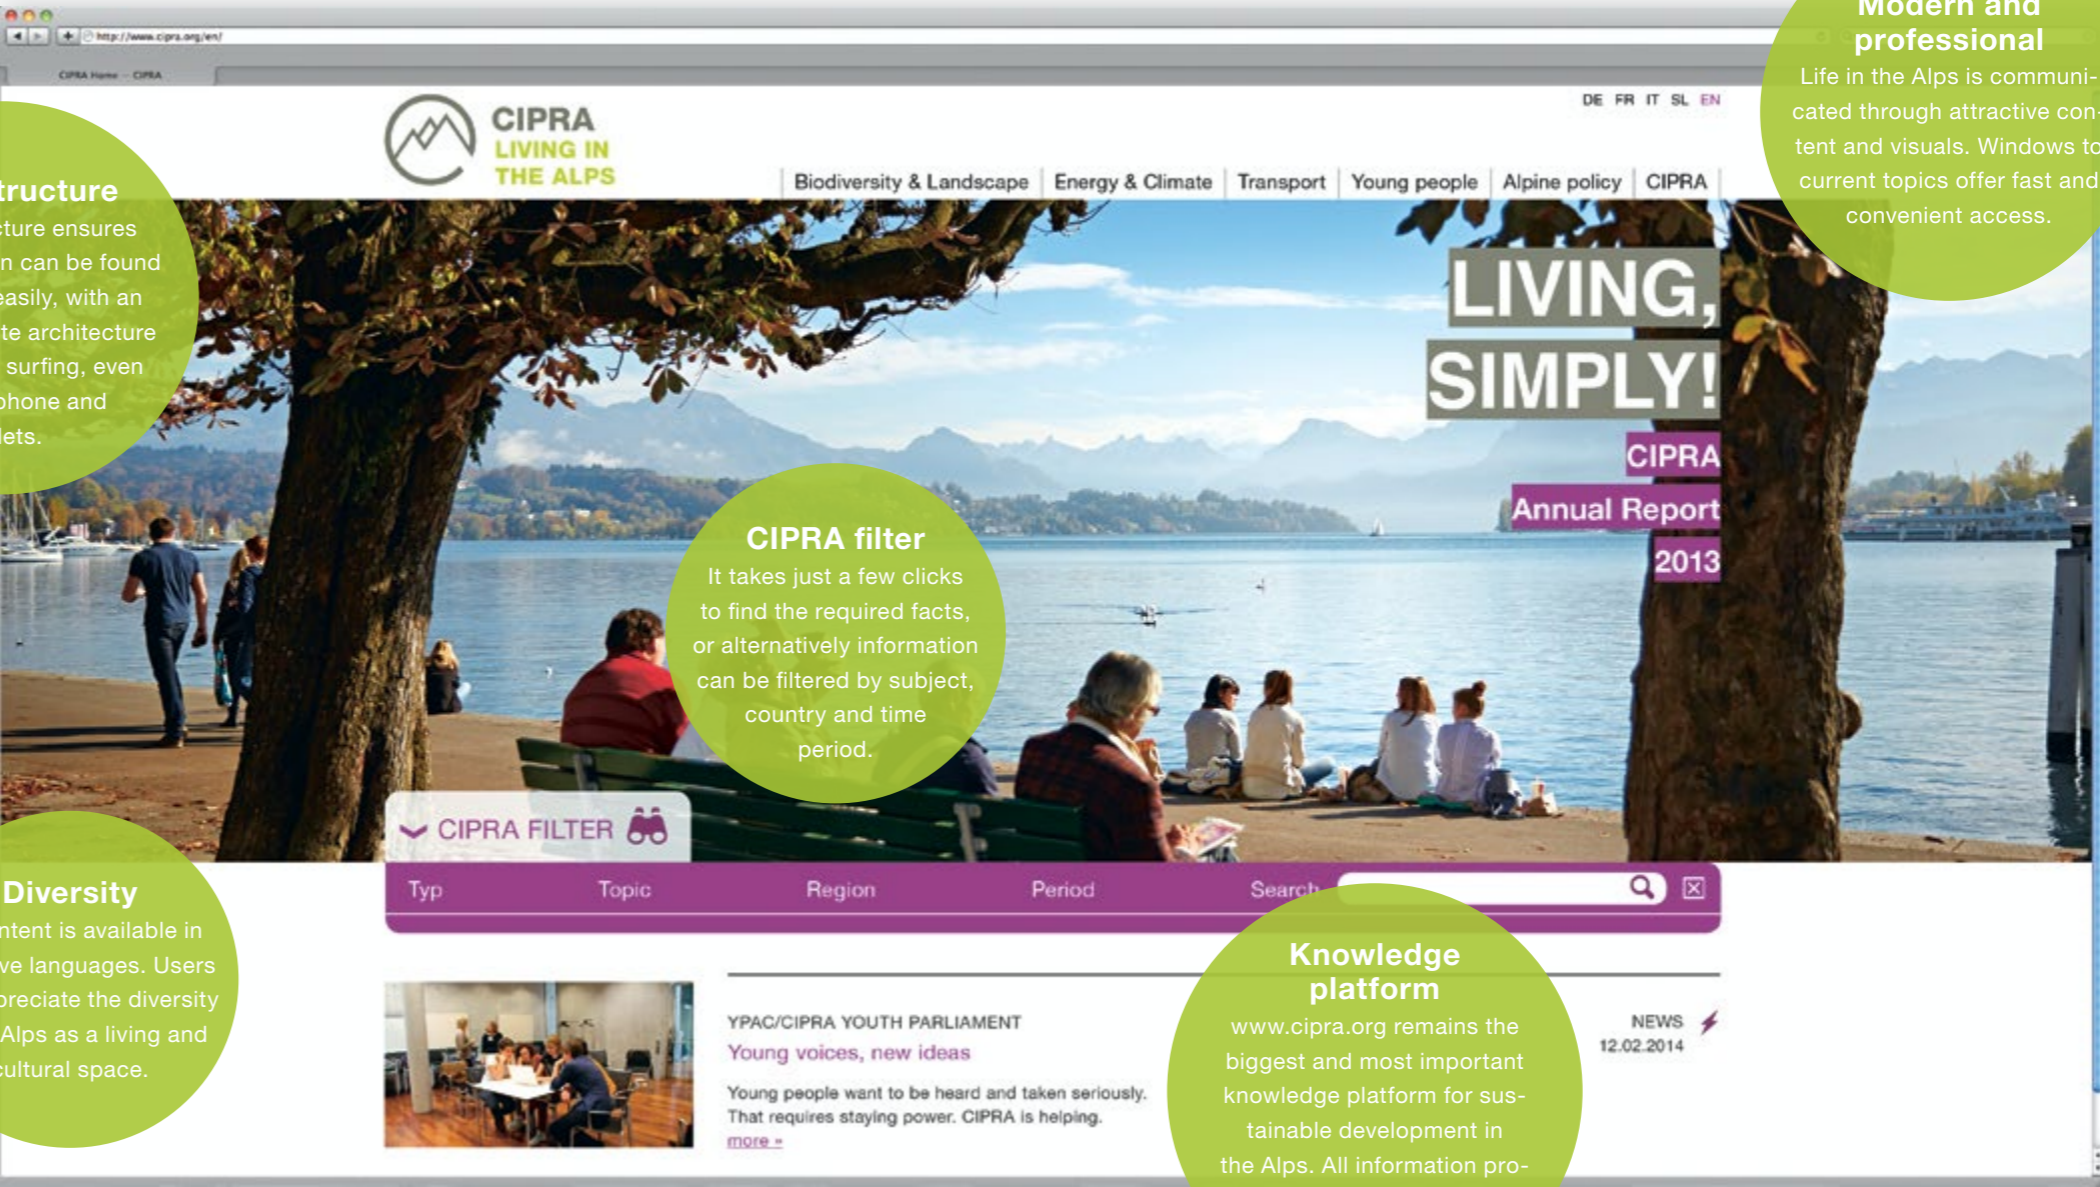 http://www.cipra.org/en/
CIPRA Home — CIPRA
CIPRA
LIVING IN
THE ALPS
DE FR IT SL EN
Biodiversity & Landscape
Energy & Climate
Transport
Young people
Alpine policy
CIPRA
Modern and
professional
Life in the Alps is communi-
cated through attractive con-
tent and visuals. Windows to
current topics offer fast and
convenient access.
tructure
cture ensures
n can be found
easily, with an
te architecture
surfing, even
phone and
lets.
LIVING,
SIMPLY!
CIPRA
Annual Report
2013
CIPRA filter
It takes just a few clicks
to find the required facts,
or alternatively information
can be filtered by subject,
country and time
period.
CIPRA FILTER
Typ
Topic
Region
Period
Search
Diversity
ntent is available in
ve languages. Users
preciate the diversity
Alps as a living and
cultural space.
YPAC/CIPRA YOUTH PARLIAMENT
Young voices, new ideas
Young people want to be heard and taken seriously.
That requires staying power. CIPRA is helping.
more »
NEWS
12.02.2014
Knowledge
platform
www.cipra.org remains the
biggest and most important
knowledge platform for sus-
tainable development in
the Alps. All information pro-